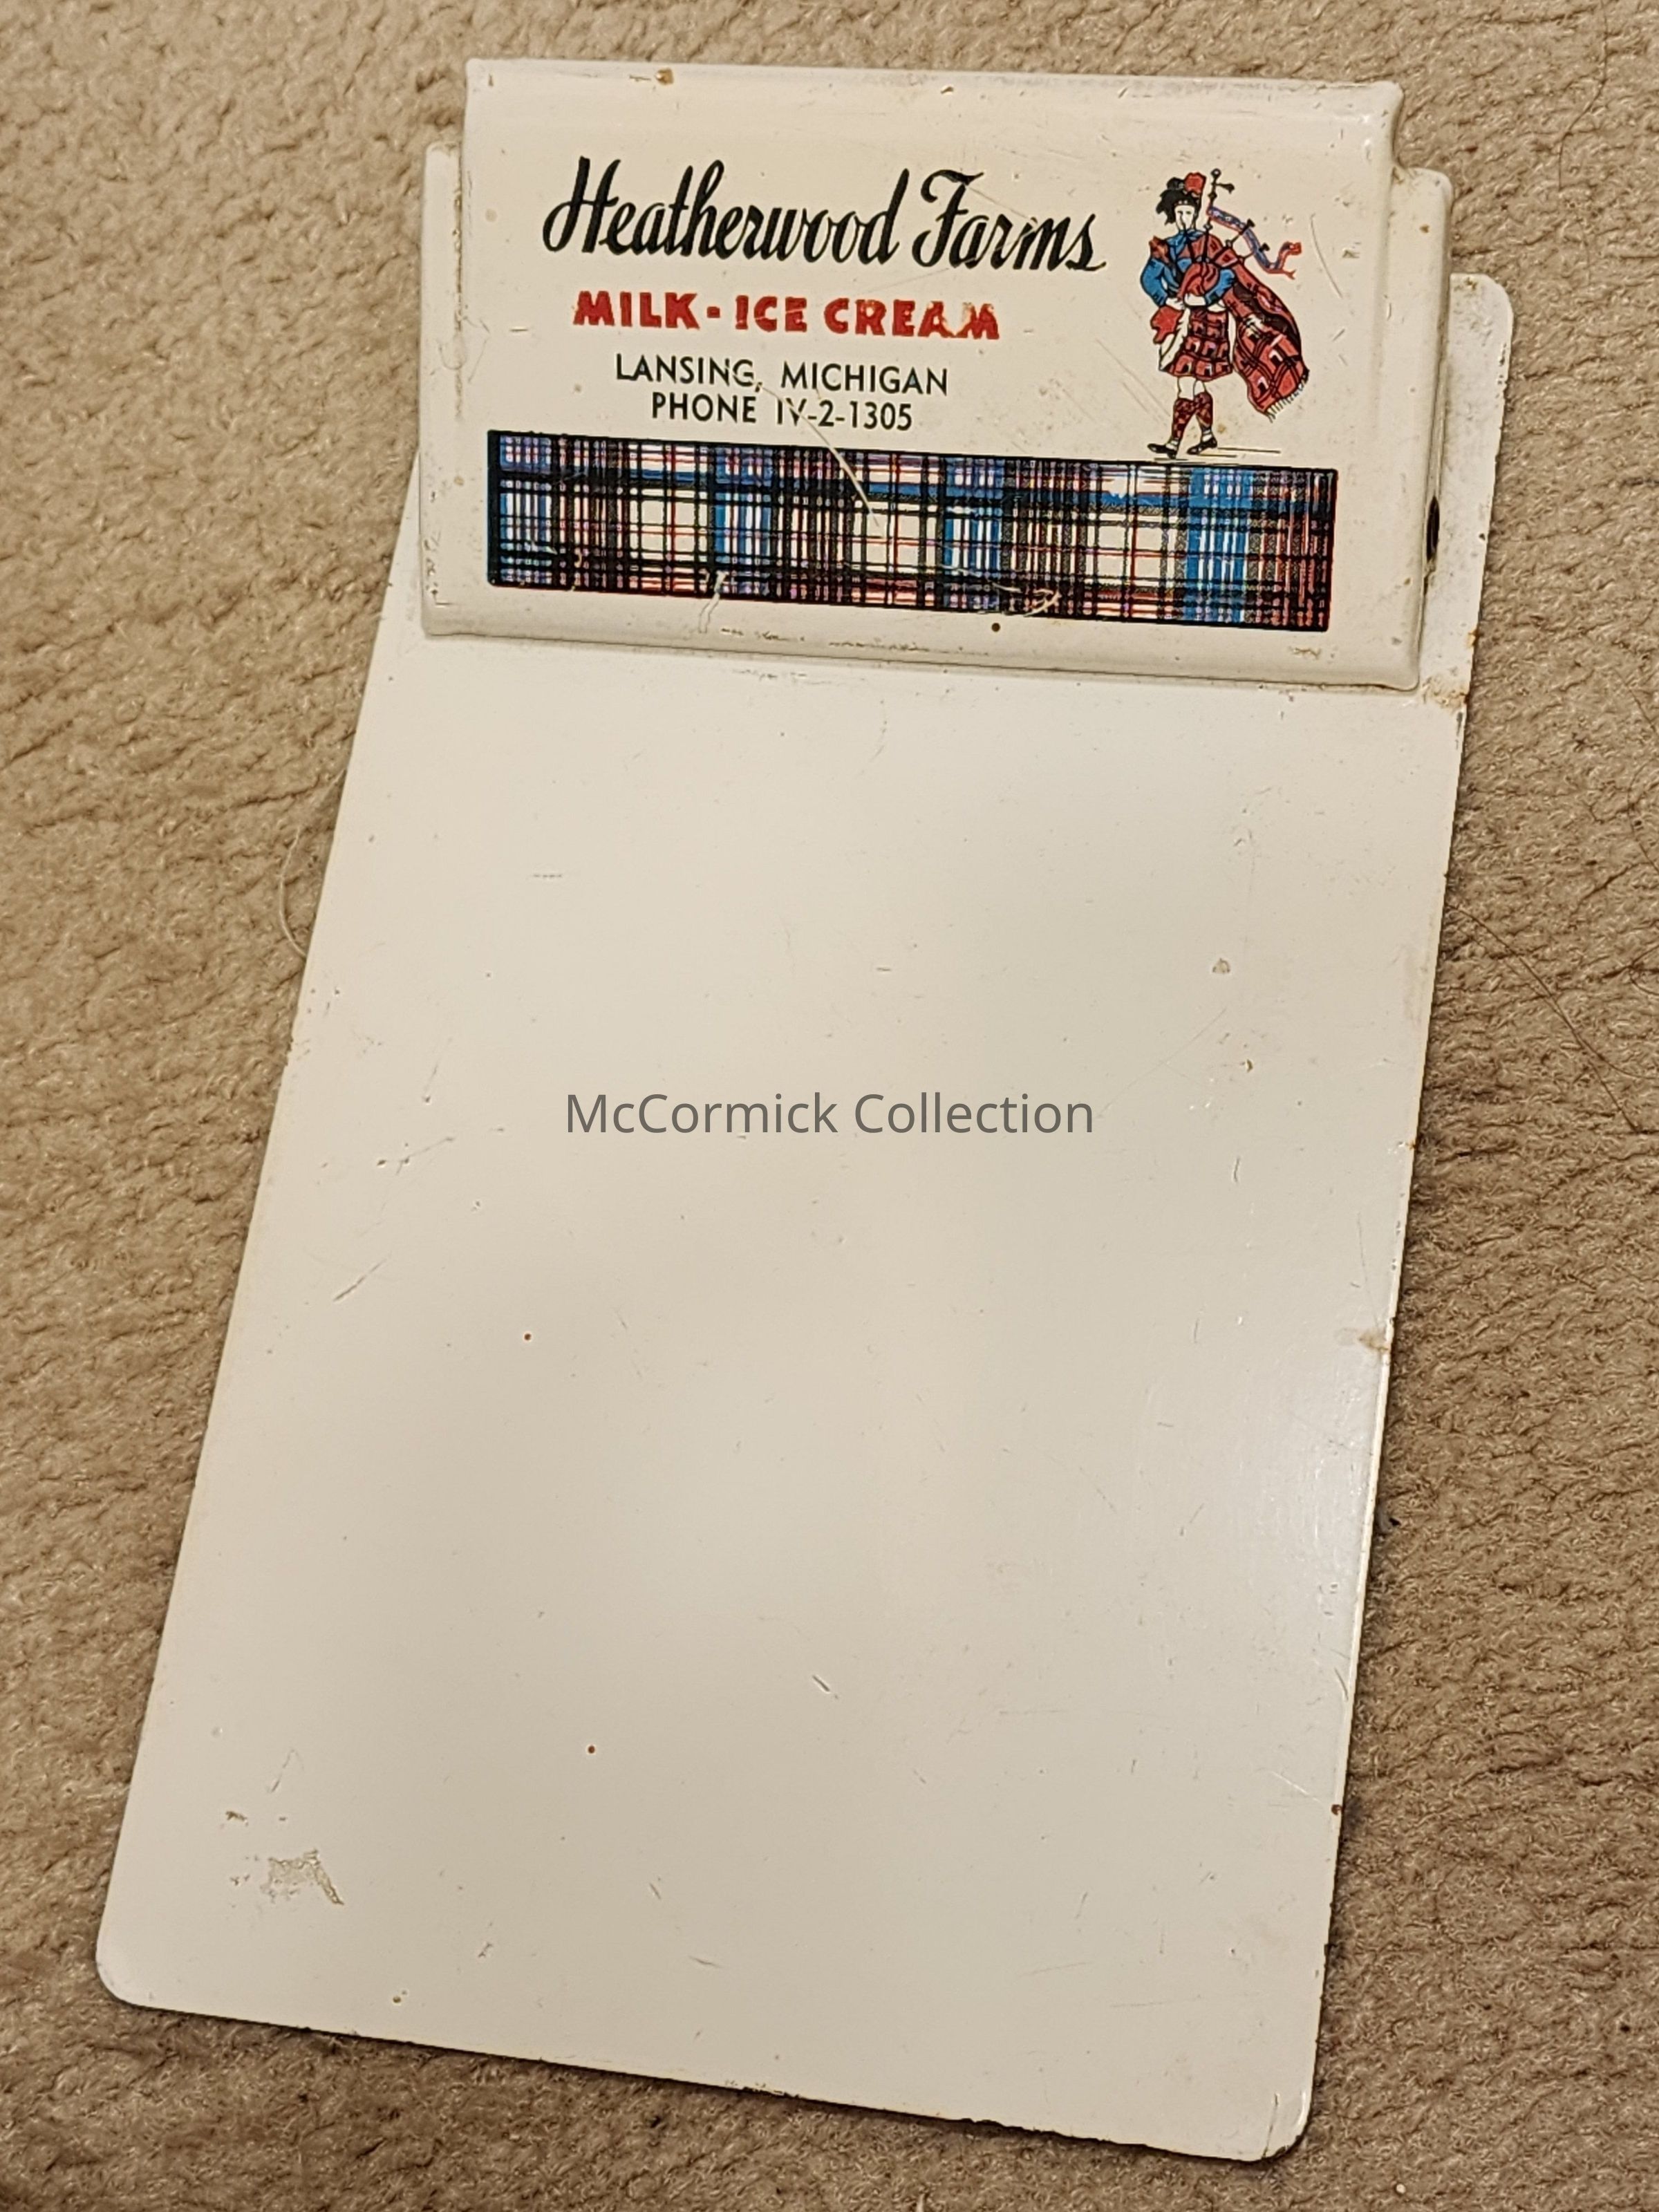 Heatherwood Farms
MILK - ICE CREAM
LANSING, MICHIGAN
PHONE IV-2-1305
McCormick Collection